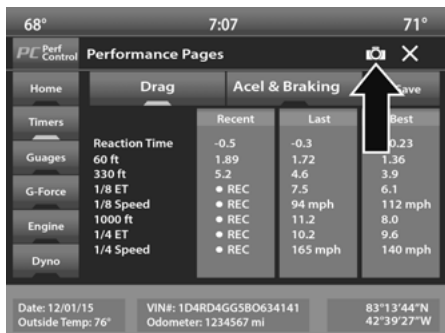 68° 7:07 71°
PC Perf Control Performance Pages
Home Drag Acel & Braking Save
Timers Recent Last Best
Reaction Time -0.5 -0.3 -0.23
60 ft 1.89 1.72 1.36
Guages 330 ft 5.2 4.6 3.9
1/8 ET • REC 7.5 6.1
G-Force 1/8 Speed • REC 94 mph 112 mph
1000 ft • REC 11.2 8.0
Engine 1/4 ET • REC 10.2 9.6
1/4 Speed • REC 165 mph 140 mph
Dyno
Date: 12/01/15 VIN#: 1D4RD4GG5BO634141 83°13'44"N
Outside Temp: 76° Odometer: 1234567 mi 42°39'27"W